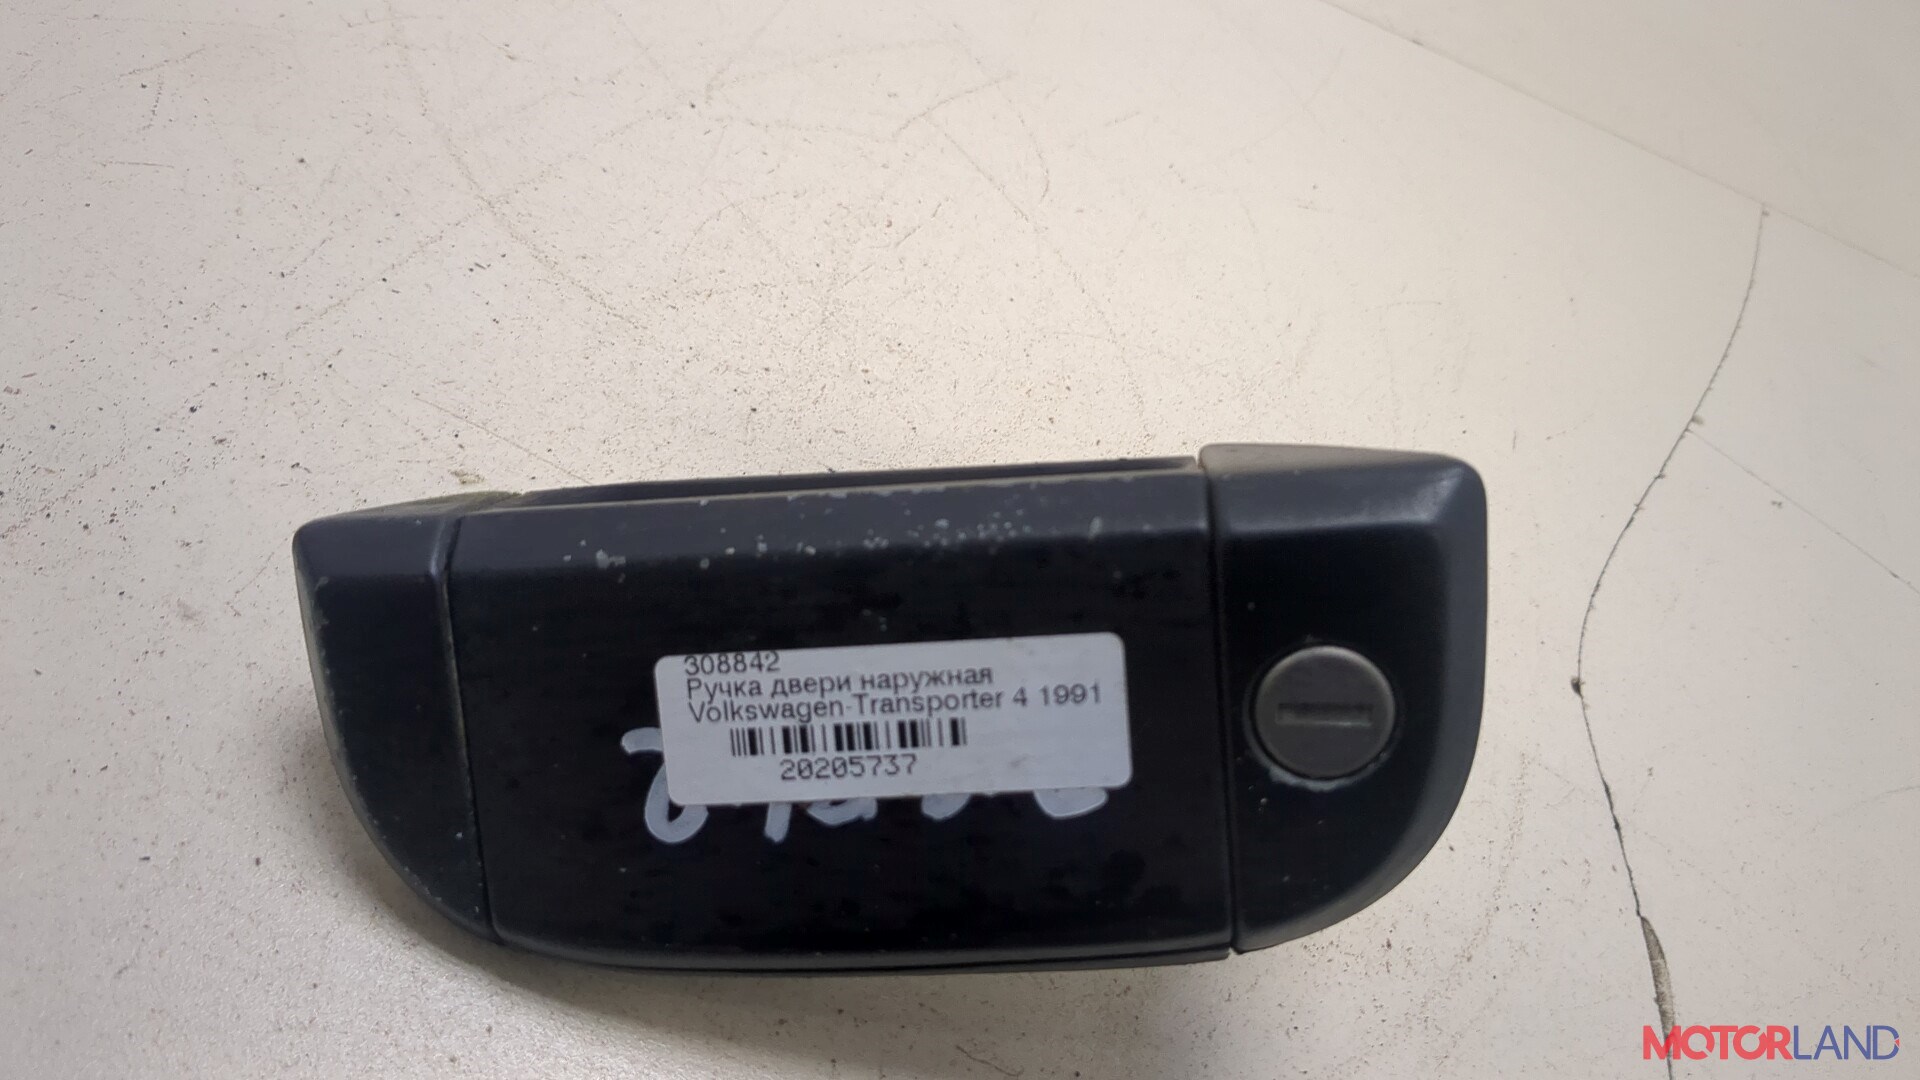 308842
Ручка двери наружная
Volkswagen-Transporter 4 1991
20205737
MOTORLAND